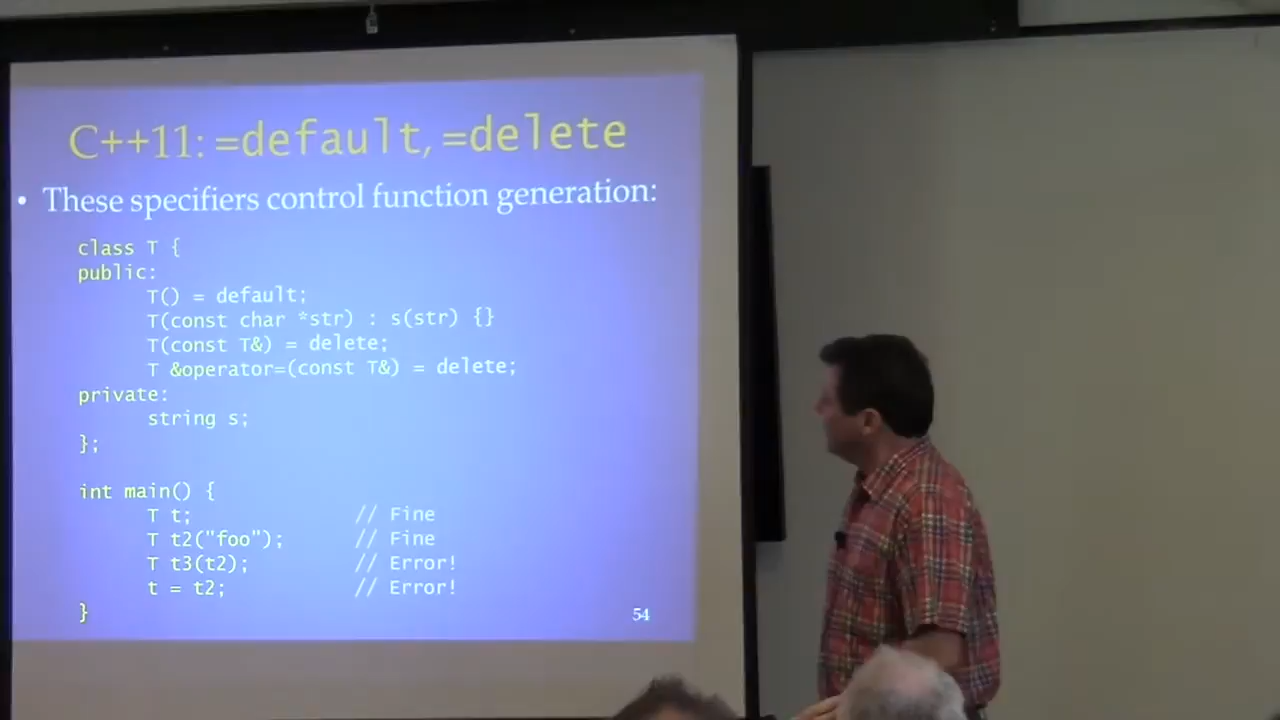 C++11: =default, =delete
• These specifiers control function generation:
class T {
public:
T() = default;
T(const char *str) : s(str) {}
T(const T&) = delete;
T &operator=(const T&) = delete;
private:
string s;
};
int main() {
T t; // Fine
T t2("foo"); // Fine
T t3(t2); // Error!
t = t2; // Error!
}
54